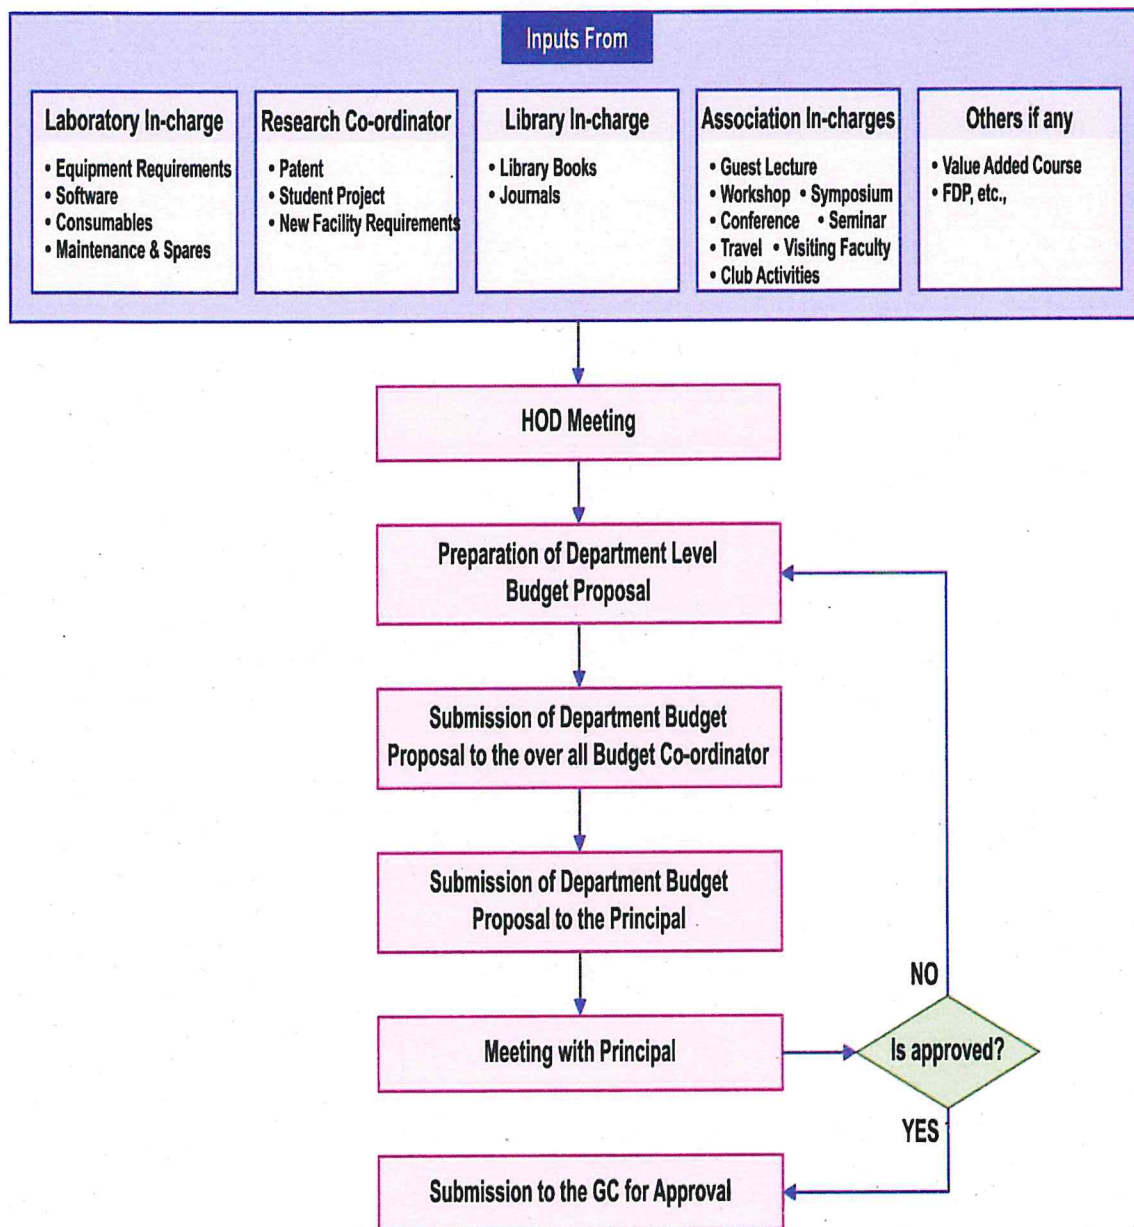 Inputs From
Laboratory In-charge
• Equipment Requirements
• Software
• Consumables
• Maintenance & Spares
Research Co-ordinator
• Patent
• Student Project
• New Facility Requirements
Library In-charge
• Library Books
• Journals
Association In-charges
• Guest Lecture
• Workshop • Symposium
• Conference • Seminar
• Travel • Visiting Faculty
• Club Activities
Others if any
• Value Added Course
• FDP, etc.,
HOD Meeting
Preparation of Department Level
Budget Proposal
Submission of Department Budget
Proposal to the over all Budget Co-ordinator
Submission of Department Budget
Proposal to the Principal
Meeting with Principal
Is approved?
NO
YES
Submission to the GC for Approval